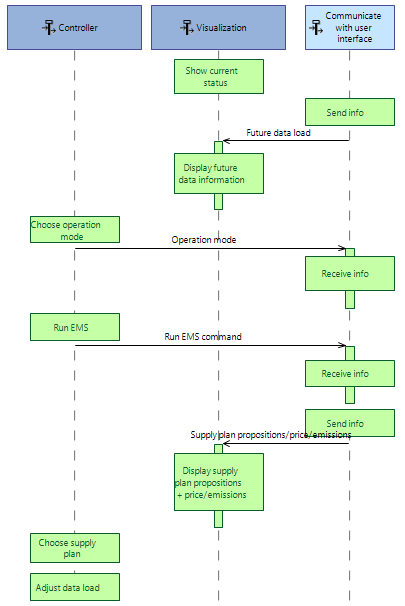 Controller
Visualization
Communicate
with user
interface
Show current
status
Send info
Future data load
Display future
data information
Choose operation
mode
Operation mode
Receive info
Run EMS
Run EMS command
Receive info
Send info
Supply plan propositions/price/emissions
Display supply
plan propositions
+ price/emissions
Choose supply
plan
Adjust data load